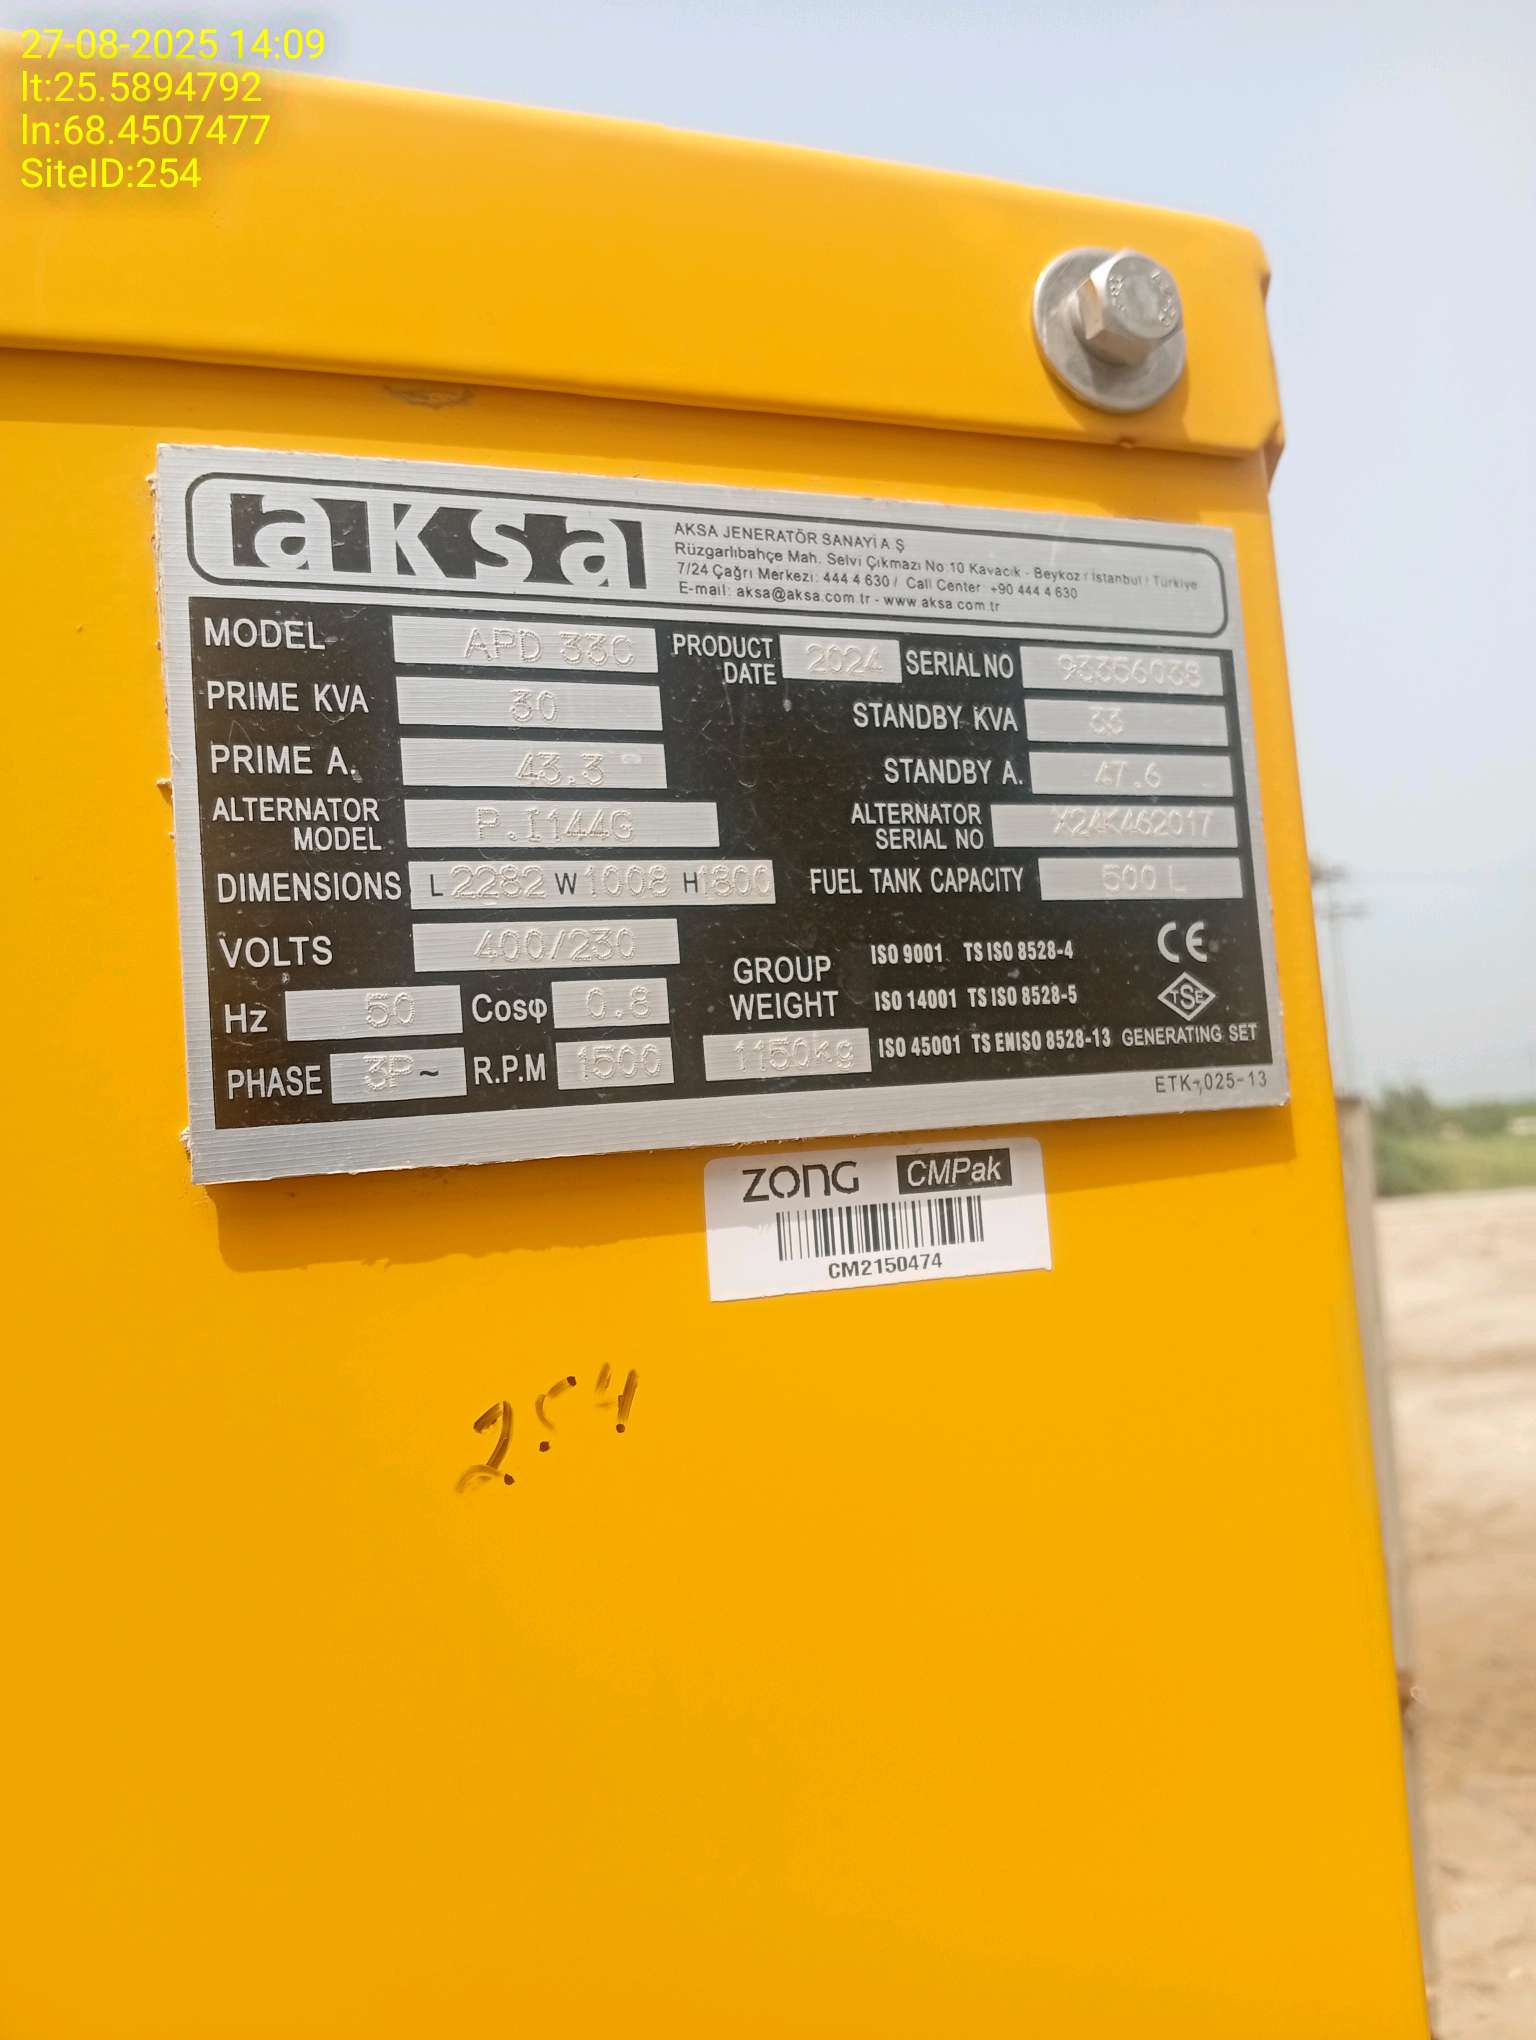 27-08-2025 14:09
lt:25.5894792
ln:68.4507477
SiteID:254
aksa
AKSA JENERATÖR SANAYİ A.Ş
Rüzgarlıbahçe Mah. Selvi Çıkmazı No:10 Kavacık - Beykoz / İstanbul / Türkiye
7/24 Çağrı Merkezi: 444 4 630 / Call Center: +90 444 4 630
E-mail: aksa@aksa.com.tr - www.aksa.com.tr
MODEL APD 33C PRODUCT DATE 2024 SERIAL NO 93356038
PRIME KVA 30 STANDBY KVA 33
PRIME A. 43.3 STANDBY A. 47.6
ALTERNATOR MODEL P.I144G ALTERNATOR SERIAL NO X24K462017
DIMENSIONS L 2282 W 1008 H 1800 FUEL TANK CAPACITY 500 L
VOLTS 400/230 GROUP WEIGHT 1150kg
Hz 50 Cosφ 0.8
PHASE 3P~ R.P.M 1500
ISO 9001 TS ISO 8528-4 CE
ISO 14001 TS ISO 8528-5 TSE
ISO 45001 TS EN ISO 8528-13 GENERATING SET
ETK-025-13
ZONG CMPak
CM2150474
254